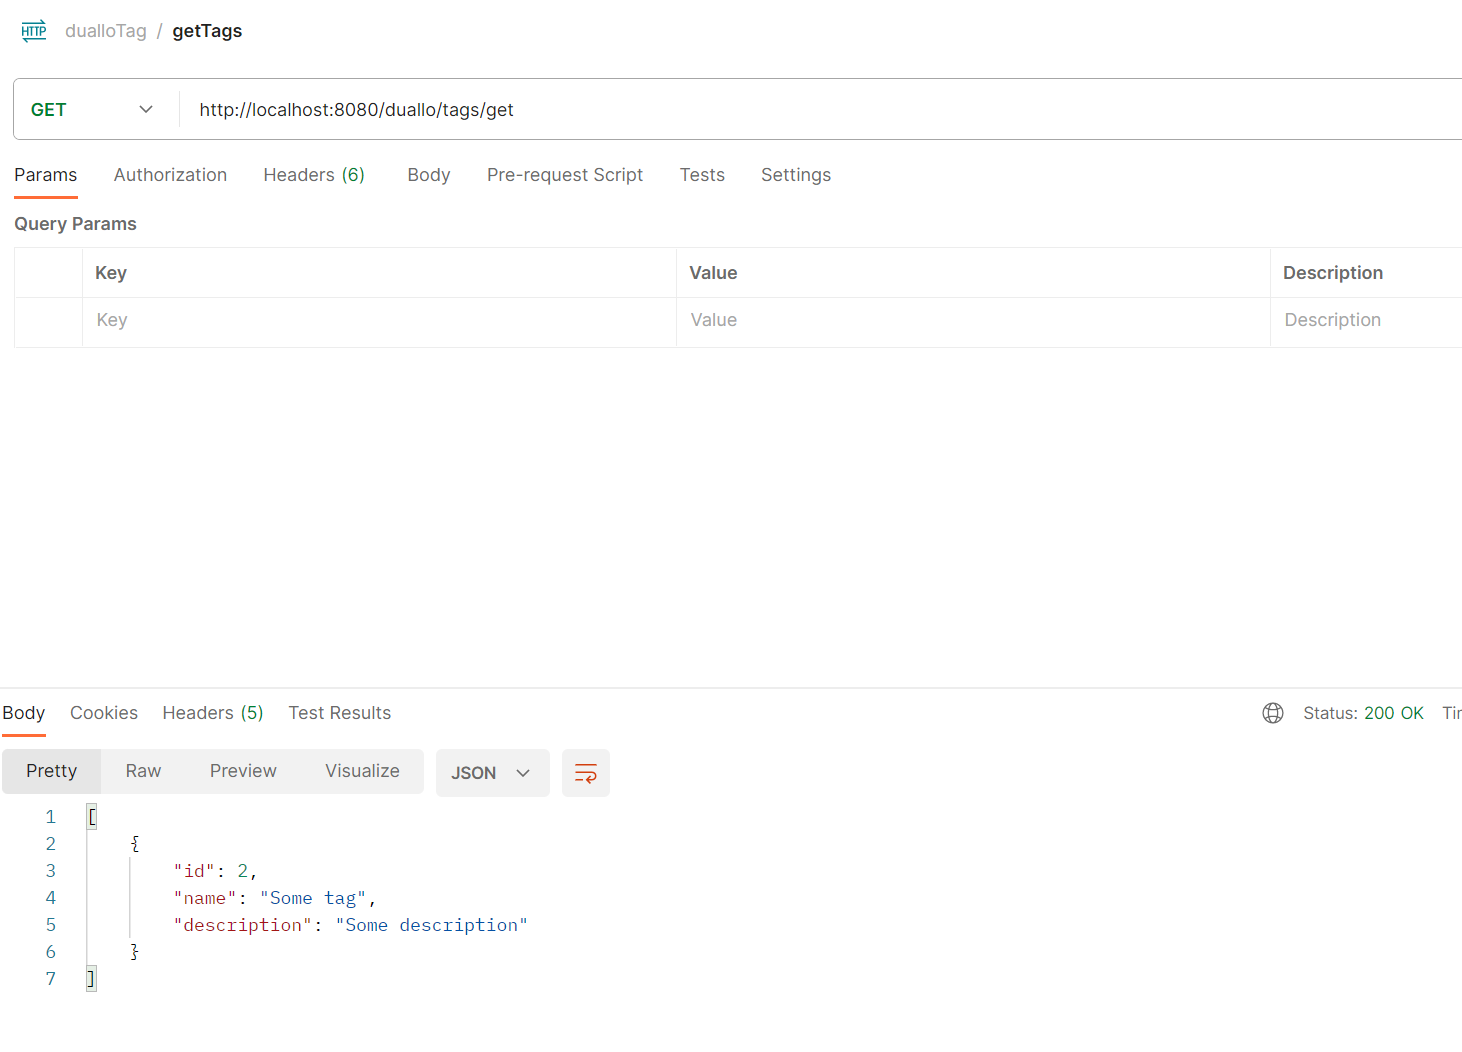 HTTP dualloTag / getTags
GET http://localhost:8080/duallo/tags/get
Params Authorization Headers (6) Body Pre-request Script Tests Settings
Query Params
Key Value Description
Key Value Description
Body Cookies Headers (5) Test Results Status: 200 OK
Pretty Raw Preview Visualize JSON
1 [
2 {
3 "id": 2,
4 "name": "Some tag",
5 "description": "Some description"
6 }
7 ]